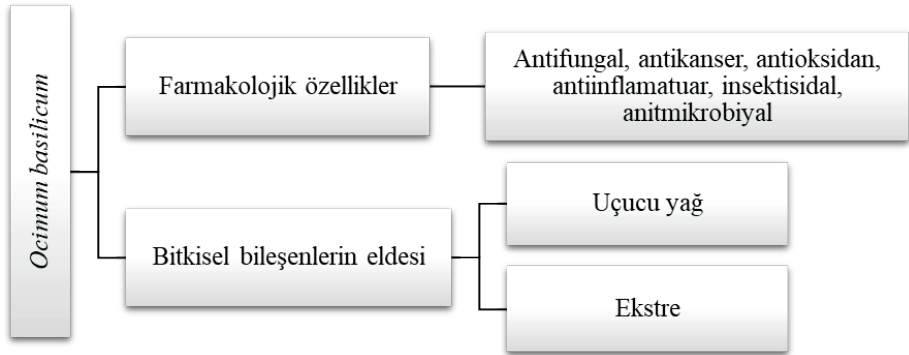 Ocimum basilicum
Farmakolojik özellikler
Antifungal, antikanser, antioksidan,
antiinflamatuar, insektisidal,
anitmikrobiyal
Bitkisel bileşenlerin eldesi
Uçucu yağ
Ekstre